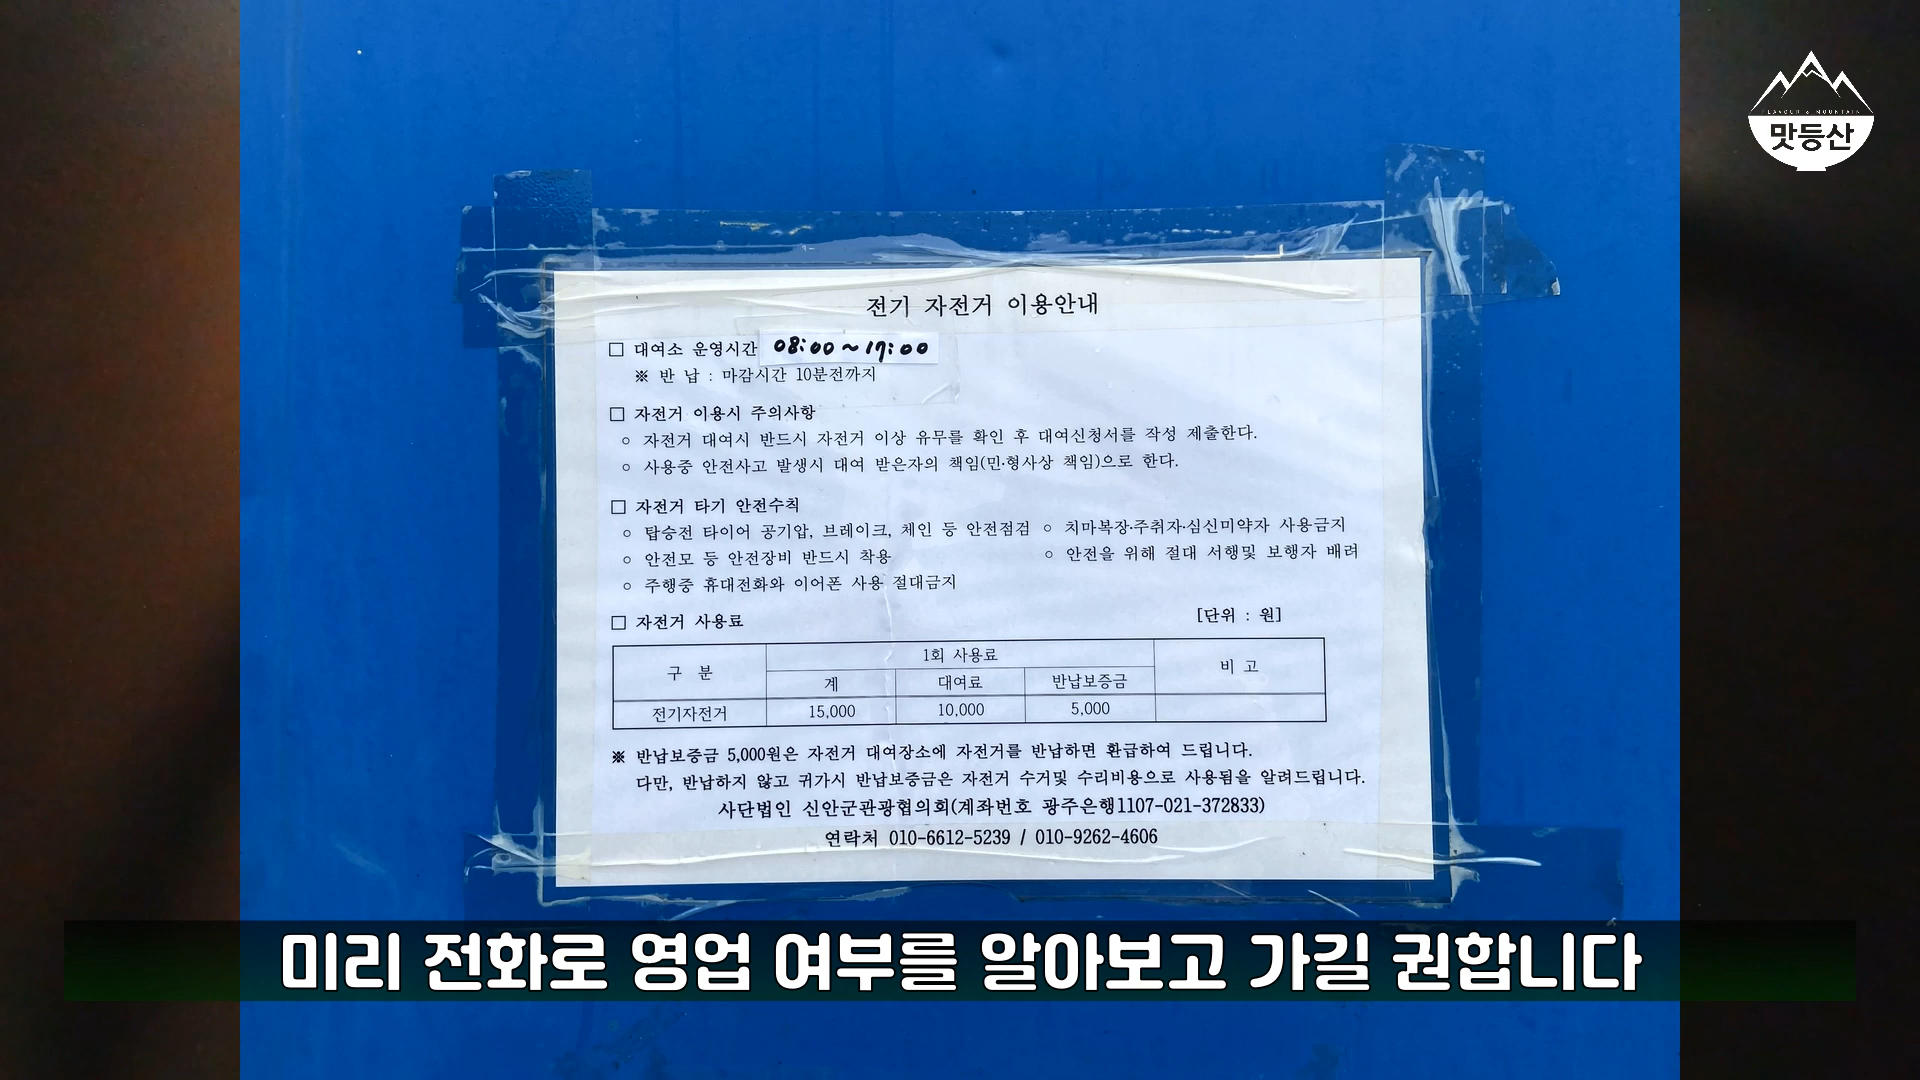 FLAVOUR & MOUNTAIN
맛등산
전기 자전거 이용안내
□ 대여소 운영시간 08:00~17:00
※ 반 납 : 마감시간 10분전까지
□ 자전거 이용시 주의사항
○ 자전거 대여시 반드시 자전거 이상 유무를 확인 후 대여신청서를 작성 제출한다.
○ 사용중 안전사고 발생시 대여 받은자의 책임(민·형사상 책임)으로 한다.
□ 자전거 타기 안전수칙
○ 탑승전 타이어 공기압, 브레이크, 체인 등 안전점검 ○ 치마복장·주취자·심신미약자 사용금지
○ 안전모 등 안전장비 반드시 착용 ○ 안전을 위해 절대 서행및 보행자 배려
○ 주행중 휴대전화와 이어폰 사용 절대금지
□ 자전거 사용료 [단위 : 원]
구 분 1회 사용료 비 고
계 대여료 반납보증금
전기자전거 15,000 10,000 5,000
※ 반납보증금 5,000원은 자전거 대여장소에 자전거를 반납하면 환급하여 드립니다.
다만, 반납하지 않고 귀가시 반납보증금은 자전거 수거및 수리비용으로 사용됨을 알려드립니다.
사단법인 신안군관광협의회(계좌번호 광주은행1107-021-372833)
연락처 010-6612-5239 / 010-9262-4606
미리 전화로 영업 여부를 알아보고 가길 권합니다